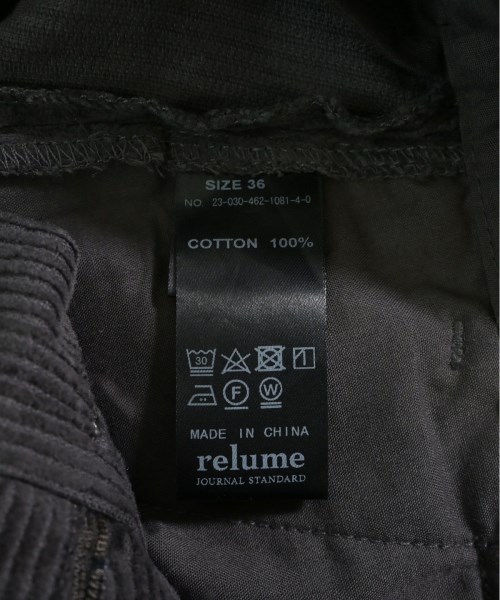 SIZE 36
NO. 23-030-462-1081-4-0
COTTON 100%
30
F W
MADE IN CHINA
relume
JOURNAL STANDARD